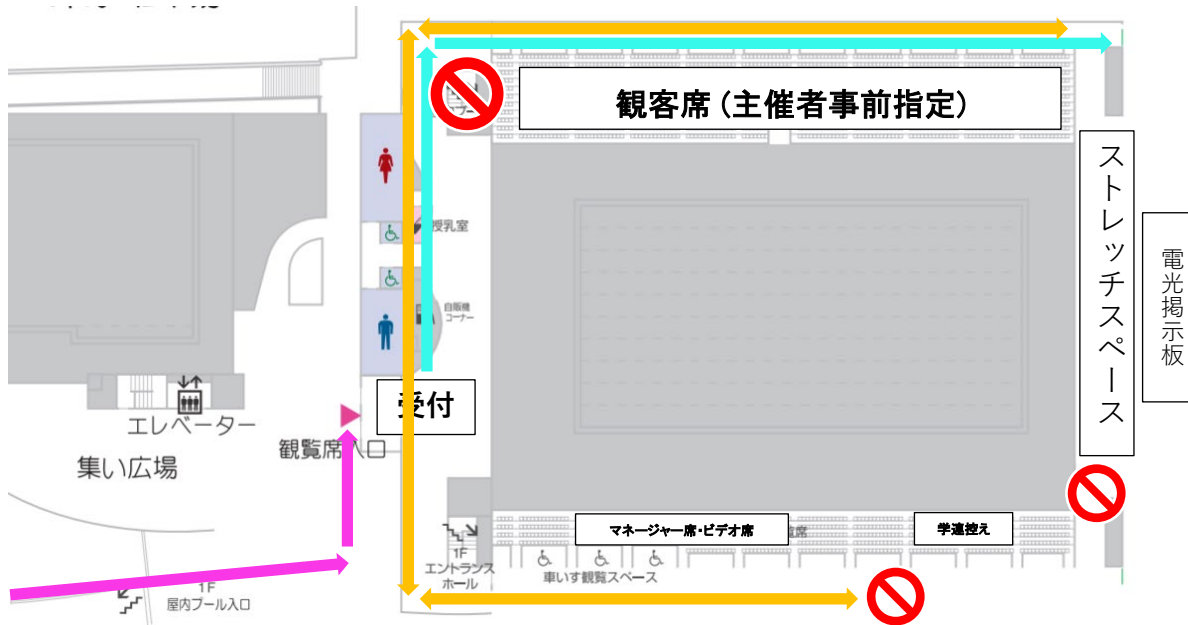 観客席（主催者事前指定）
ストレッチスペース
電光掲示板
授乳室
自販機
コーナー
受付
エレベーター
観覧席入口
集い広場
マネージャー席・ビデオ席
席
学連控え
1F
エントランス
ホール
車いす観覧スペース
1F
屋内プール入口